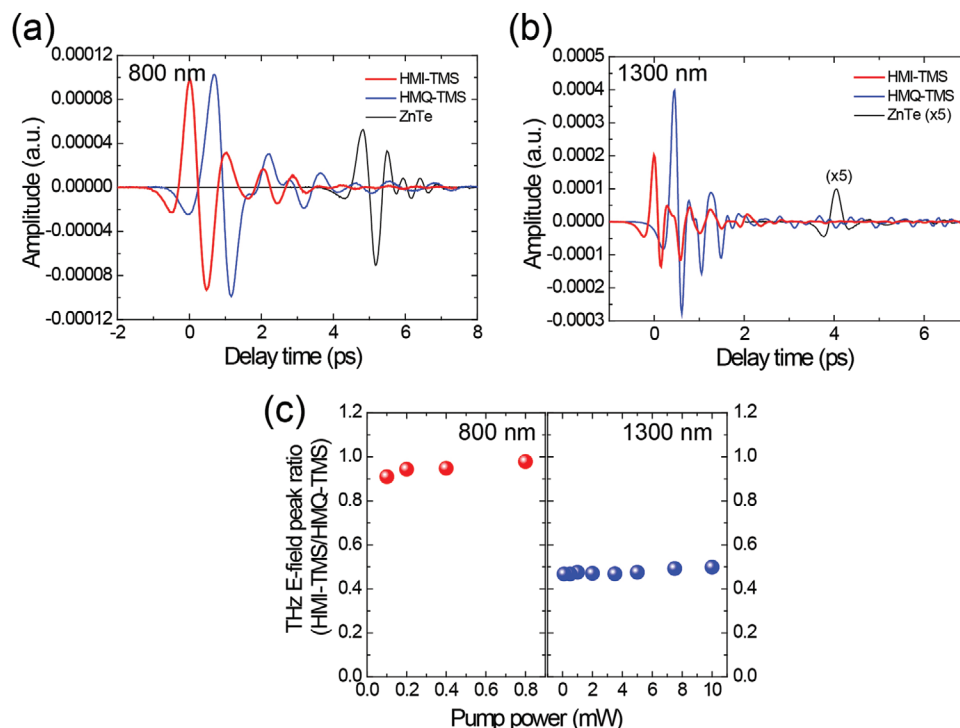 (a)
800 nm
HMI-TMS
HMQ-TMS
ZnTe
Amplitude (a.u.)
0.00012
0.00008
0.00004
0.00000
-0.00004
-0.00008
-0.00012
-2 0 2 4 6 8
Delay time (ps)
(b)
1300 nm
HMI-TMS
HMQ-TMS
ZnTe (x5)
(x5)
Amplitude (a.u.)
0.0005
0.0004
0.0003
0.0002
0.0001
0.0000
-0.0001
-0.0002
-0.0003
0 2 4 6
Delay time (ps)
(c)
800 nm
1300 nm
THz E-field peak ratio
(HMI-TMS/HMQ-TMS)
1.2
1.0
0.8
0.6
0.4
0.2
0.0
0.0 0.2 0.4 0.6 0.8
0 2 4 6 8 10
1.2
1.0
0.8
0.6
0.4
0.2
0.0
Pump power (mW)